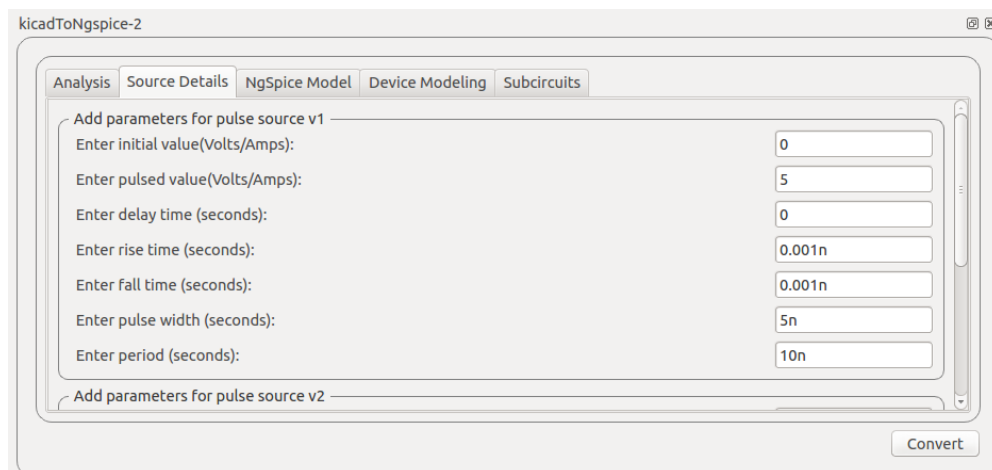 kicadToNgspice-2
Analysis Source Details NgSpice Model Device Modeling Subcircuits
Add parameters for pulse source v1
Enter initial value(Volts/Amps): 0
Enter pulsed value(Volts/Amps): 5
Enter delay time (seconds): 0
Enter rise time (seconds): 0.001n
Enter fall time (seconds): 0.001n
Enter pulse width (seconds): 5n
Enter period (seconds): 10n
Add parameters for pulse source v2
Convert